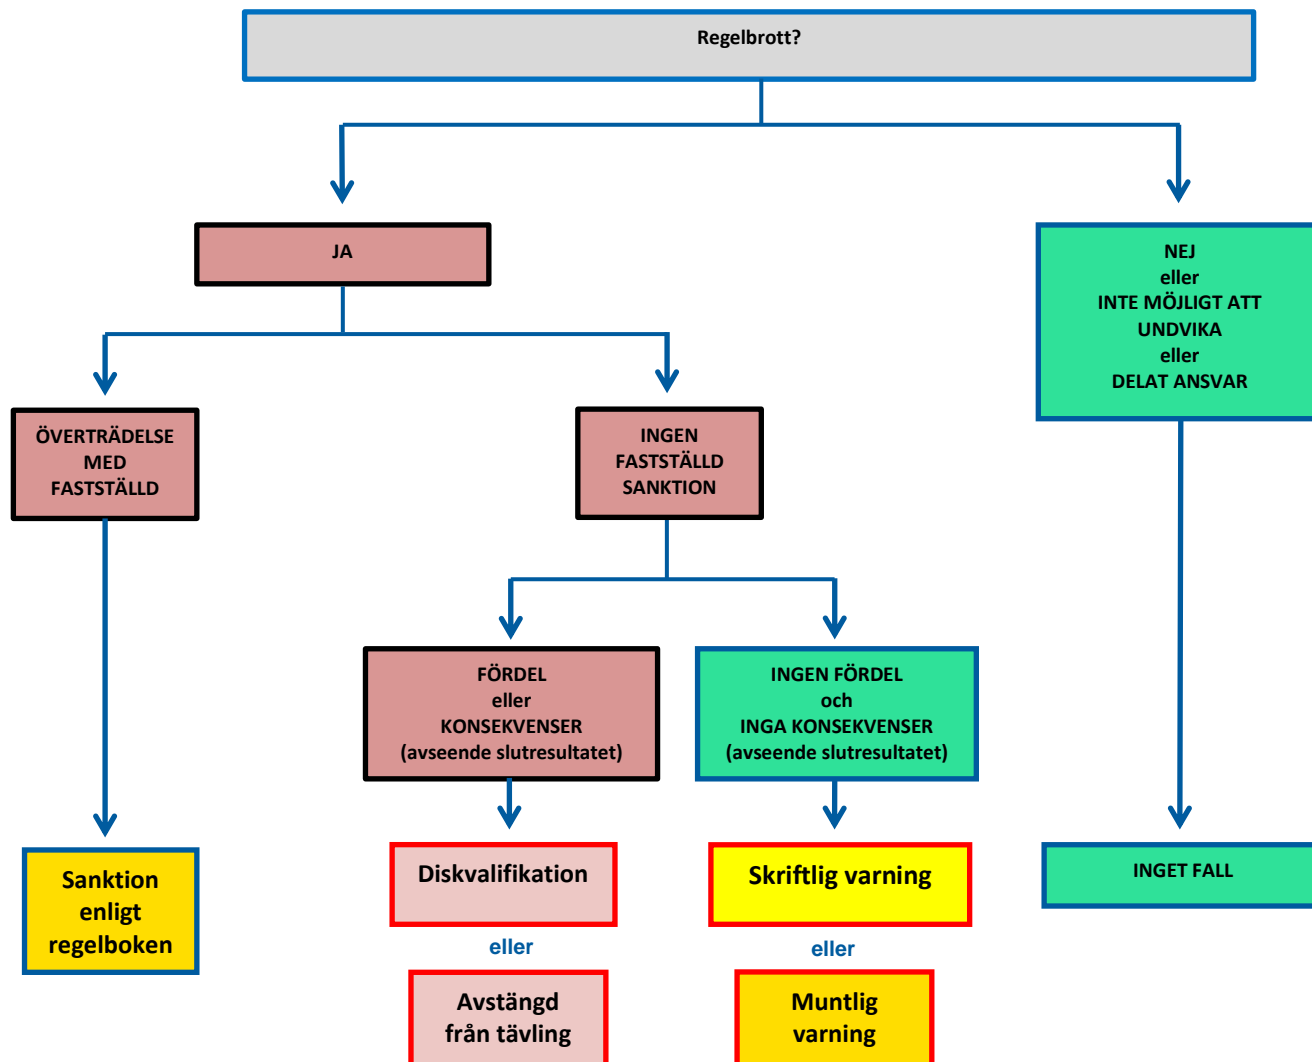 Regelbrott?
JA
NEJ
eller
INTE MÖJLIGT ATT
UNDVIKA
eller
DELAT ANSVAR
ÖVERTRÄDELSE
MED
FASTSTÄLLD
INGEN
FASTSTÄLLD
SANKTION
FÖRDEL
eller
KONSEKVENSER
(avseende slutresultatet)
INGEN FÖRDEL
och
INGA KONSEKVENSER
(avseende slutresultatet)
Sanktion
enligt
regelboken
Diskvalifikation
eller
Avstängd
från tävling
Skriftlig varning
eller
Muntlig
varning
INGET FALL